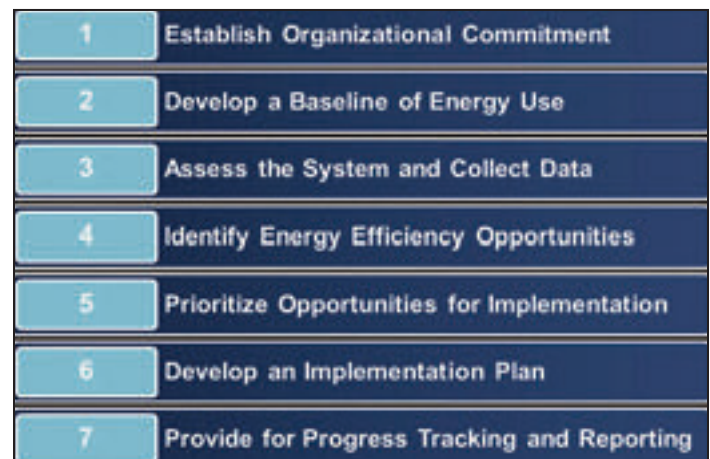 1 Establish Organizational Commitment
2 Develop a Baseline of Energy Use
3 Assess the System and Collect Data
4 Identify Energy Efficiency Opportunities
5 Prioritize Opportunities for Implementation
6 Develop an Implementation Plan
7 Provide for Progress Tracking and Reporting